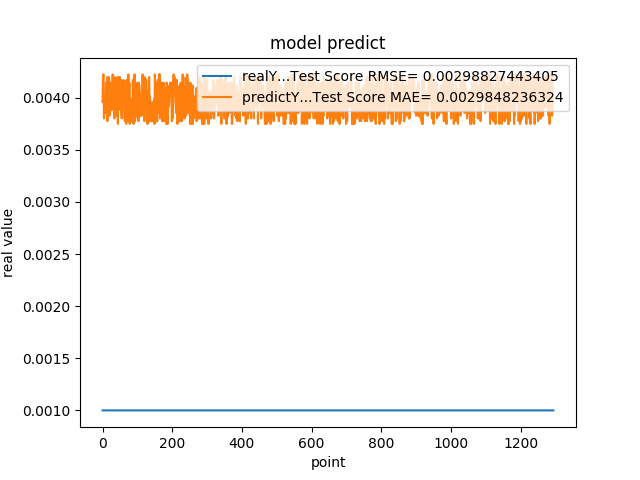 model predict
realY...Test Score RMSE= 0.00298827443405
predictY...Test Score MAE= 0.0029848236324
0.0040
0.0035
0.0030
0.0025
0.0020
0.0015
0.0010
real value
0 200 400 600 800 1000 1200
point